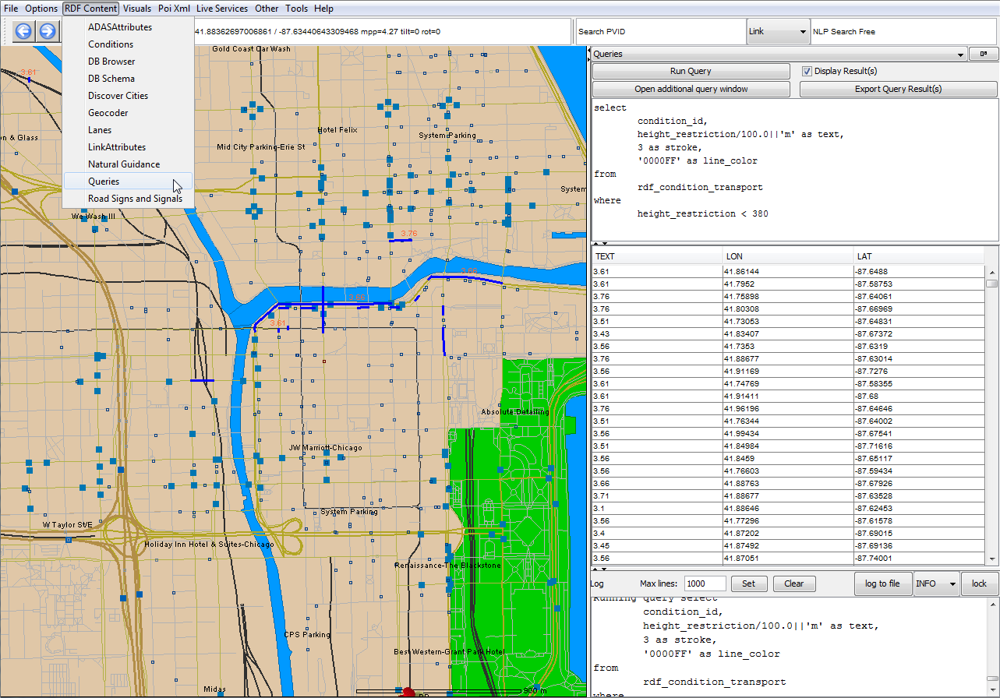 File Options RDF Content Visuals Poi Xml Live Services Other Tools Help
ADASAttributes
Conditions
DB Browser
DB Schema
Discover Cities
Geocoder
Lanes
LinkAttributes
Natural Guidance
Queries
Road Signs and Signals
41.88362697006861 / -87.63440643309468 mpp=4.27 tilt=0 rot=0
Search PVID
Link
NLP Search Free
Gold Coast Car Wash
3.61
Hotel Felix
System Parking
n & Glass
Mid City Parking-Erie St
System
We Wash III
3.76
3.61
W Taylor St/E
Absolute Detailing
JW Marriott-Chicago
System Parking
Holiday Inn Hotel & Suites-Chicago
Renaissance-The Blackstone
CPS Parking
Best Western-Grant Park Hotel
Midas
900 m
Queries
Run Query
Display Result(s)
Open additional query window
Export Query Result(s)
select
condition_id,
height_restriction/100.0||'m' as text,
3 as stroke,
'0000FF' as line_color
from
rdf_condition_transport
where
height_restriction < 380
TEXT LON LAT
3.61 41.86144 -87.6488
3.61 41.7952 -87.58753
3.76 41.75898 -87.64061
3.76 41.80308 -87.66969
3.51 41.73053 -87.64831
3.43 41.83407 -87.67372
3.56 41.7353 -87.6319
3.76 41.88677 -87.63014
3.56 41.91169 -87.7276
3.61 41.74769 -87.58355
3.61 41.91411 -87.68
3.76 41.96196 -87.64646
3.51 41.76344 -87.64002
3.56 41.99434 -87.67541
3.51 41.84984 -87.71616
3.56 41.8459 -87.65117
3.56 41.76603 -87.59434
3.66 41.88763 -87.67926
3.71 41.88677 -87.63528
3.1 41.88646 -87.62453
3.56 41.77296 -87.61578
3.4 41.87202 -87.69015
3.45 41.87492 -87.69136
3.56 41.87051 -87.74001
Log Max lines: 1000 Set Clear log to file INFO lock
Running query select
condition_id,
height_restriction/100.0||'m' as text,
3 as stroke,
'0000FF' as line_color
from
rdf_condition_transport
where